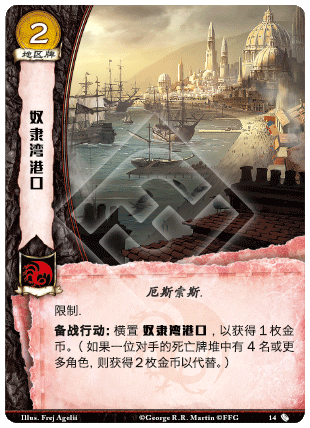 2
地区牌
奴隶湾港口
厄斯索斯.
限制.
备战行动: 横置 奴隶湾港口 , 以获得 1 枚金
币。( 如果一位对手的死亡牌堆中有 4 名或更
多角色, 则获得 2 枚金币以代替。)
Illus. Frej Agelii ©George R.R. Martin ©FFG 14